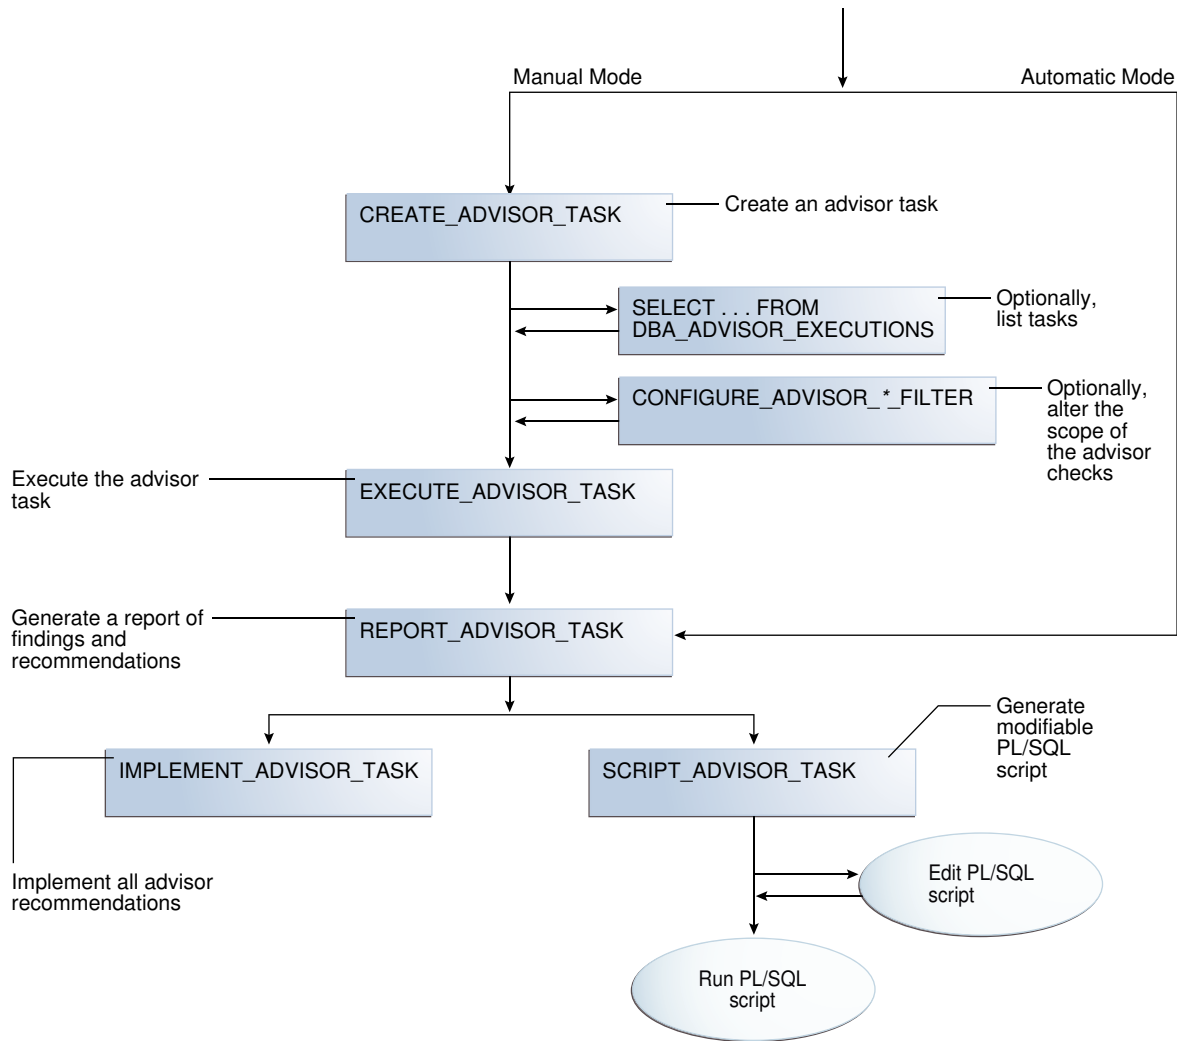 Manual Mode
Automatic Mode
CREATE_ADVISOR_TASK
Create an advisor task
SELECT . . . FROM
DBA_ADVISOR_EXECUTIONS
Optionally,
list tasks
CONFIGURE_ADVISOR_*_FILTER
Optionally,
alter the
scope of
the advisor
checks
Execute the advisor
task
EXECUTE_ADVISOR_TASK
Generate a report of
findings and
recommendations
REPORT_ADVISOR_TASK
Generate
modifiable
PL/SQL
script
IMPLEMENT_ADVISOR_TASK
SCRIPT_ADVISOR_TASK
Implement all advisor
recommendations
Edit PL/SQL
script
Run PL/SQL
script